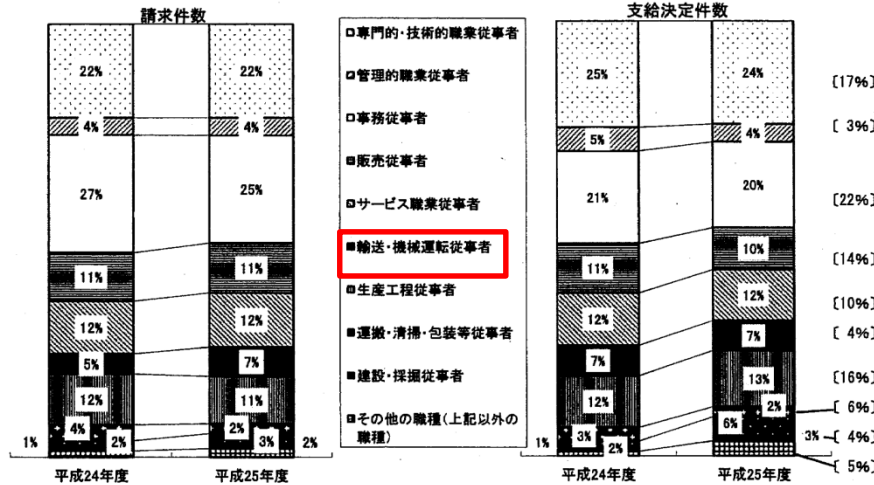 請求件数
22%
22%
4%
4%
27%
25%
11%
11%
12%
12%
5%
7%
12%
11%
4%
2%
2%
3%
1%
2%
平成24年度
平成25年度
専門的・技術的職業従事者
管理的職業従事者
事務従事者
販売従事者
サービス職業従事者
輸送・機械運転従事者
生産工程従事者
運搬・清掃・包装等従事者
建設・採掘従事者
その他の職種(上記以外の
職種)
支給決定件数
25%
24%
5%
4%
21%
20%
11%
10%
12%
12%
7%
7%
12%
13%
3%
2%
2%
6%
1%
3%
平成24年度
平成25年度
〔17%〕
〔 3%〕
〔22%〕
〔14%〕
〔10%〕
〔 4%〕
〔16%〕
〔 6%〕
〔 4%〕
〔 5%〕